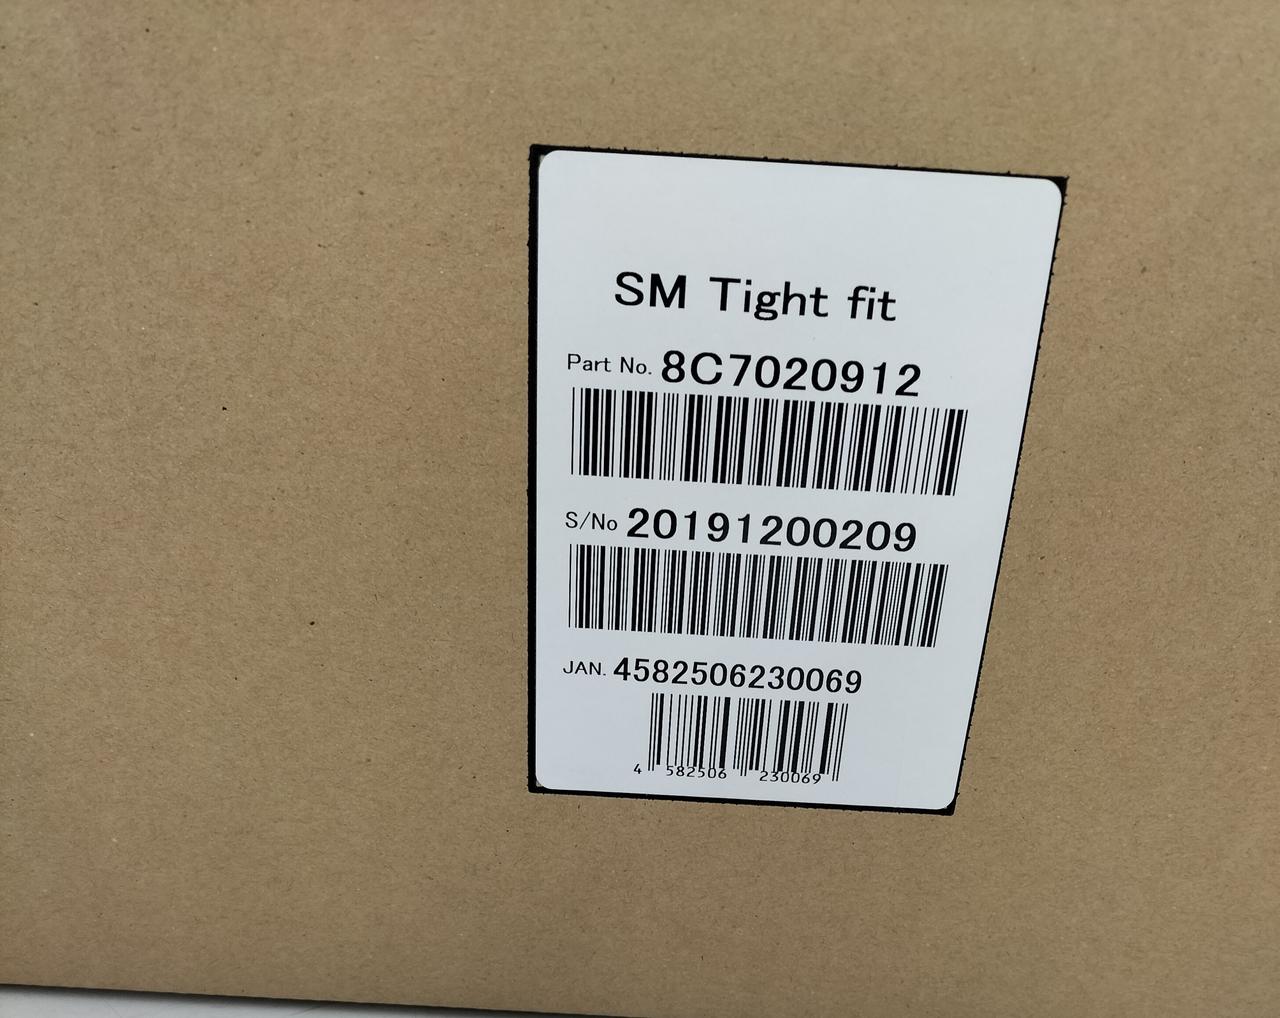 SM Tight fit
Part No. 8C7020912
S/No 20191200209
JAN. 4582506230069
4 582506 230069